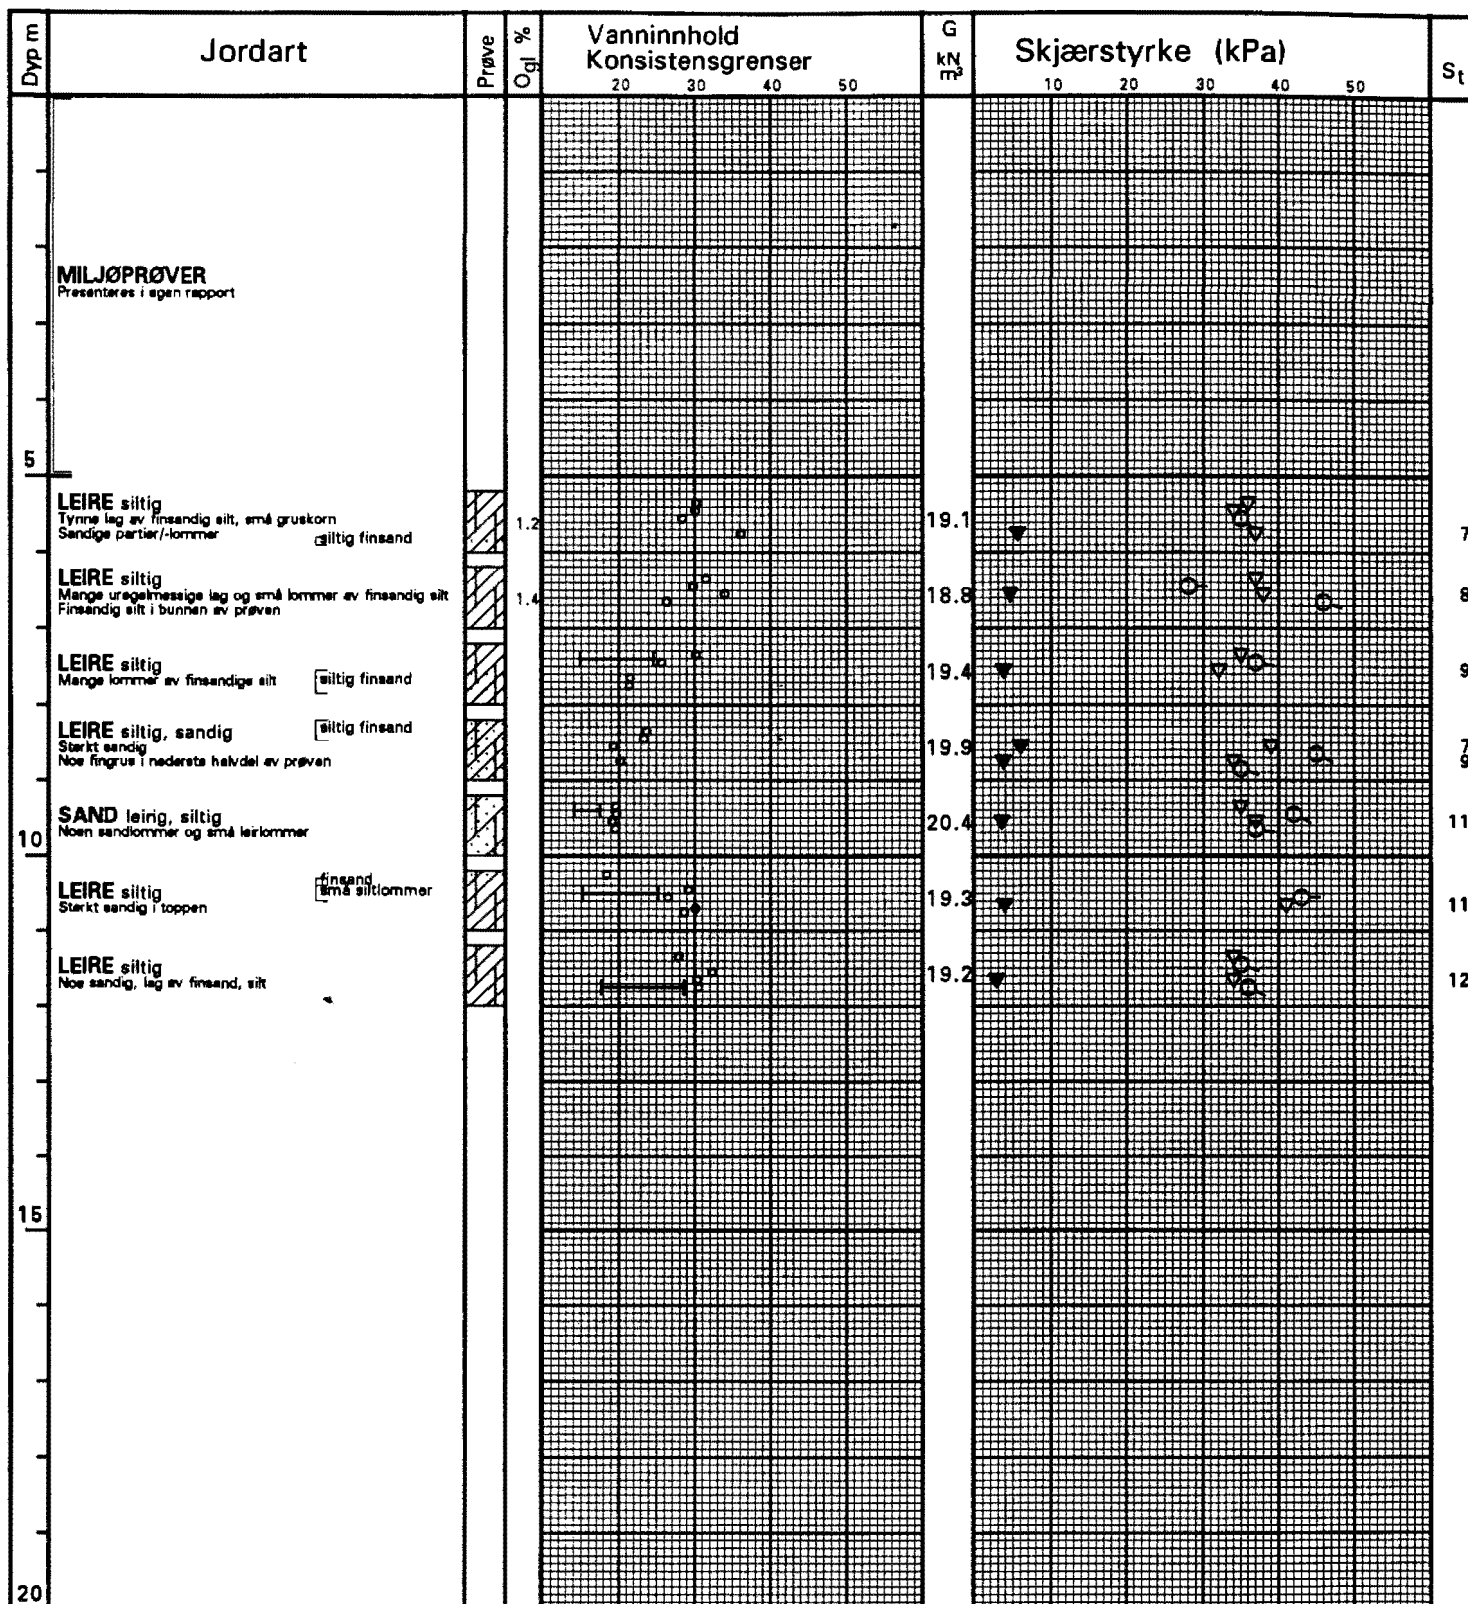 Dyp m
Jordart
Prøve
Ogl %
Vanninnhold
Konsistensgrenser
20 30 40 50
G
kN
m³
Skjærstyrke (kPa)
10 20 30 40 50
St
MILJØPRØVER
Presenteres i egen rapport
5
LEIRE siltig
Tynne lag av finsandig silt, små gruskorn
Sandige partier/-lommer
siltig finsand
1.2
19.1
7
LEIRE siltig
Mange uregelmessige lag og små lommer av finsandig silt
Finsandig silt i bunnen av prøven
1.4
18.8
8
LEIRE siltig
Mange lommer av finsandige silt
siltig finsand
19.4
9
LEIRE siltig, sandig
siltig finsand
Sterkt sandig
Noe fingrus i nederste halvdel av prøven
19.9
7
9
SAND leirig, siltig
Noen sandlommer og små leirlommer
20.4
11
10
finsand
LEIRE siltig
små siltlommer
Sterkt sandig i toppen
19.3
11
LEIRE siltig
Noe sandig, lag av finsand, silt
19.2
12
15
20